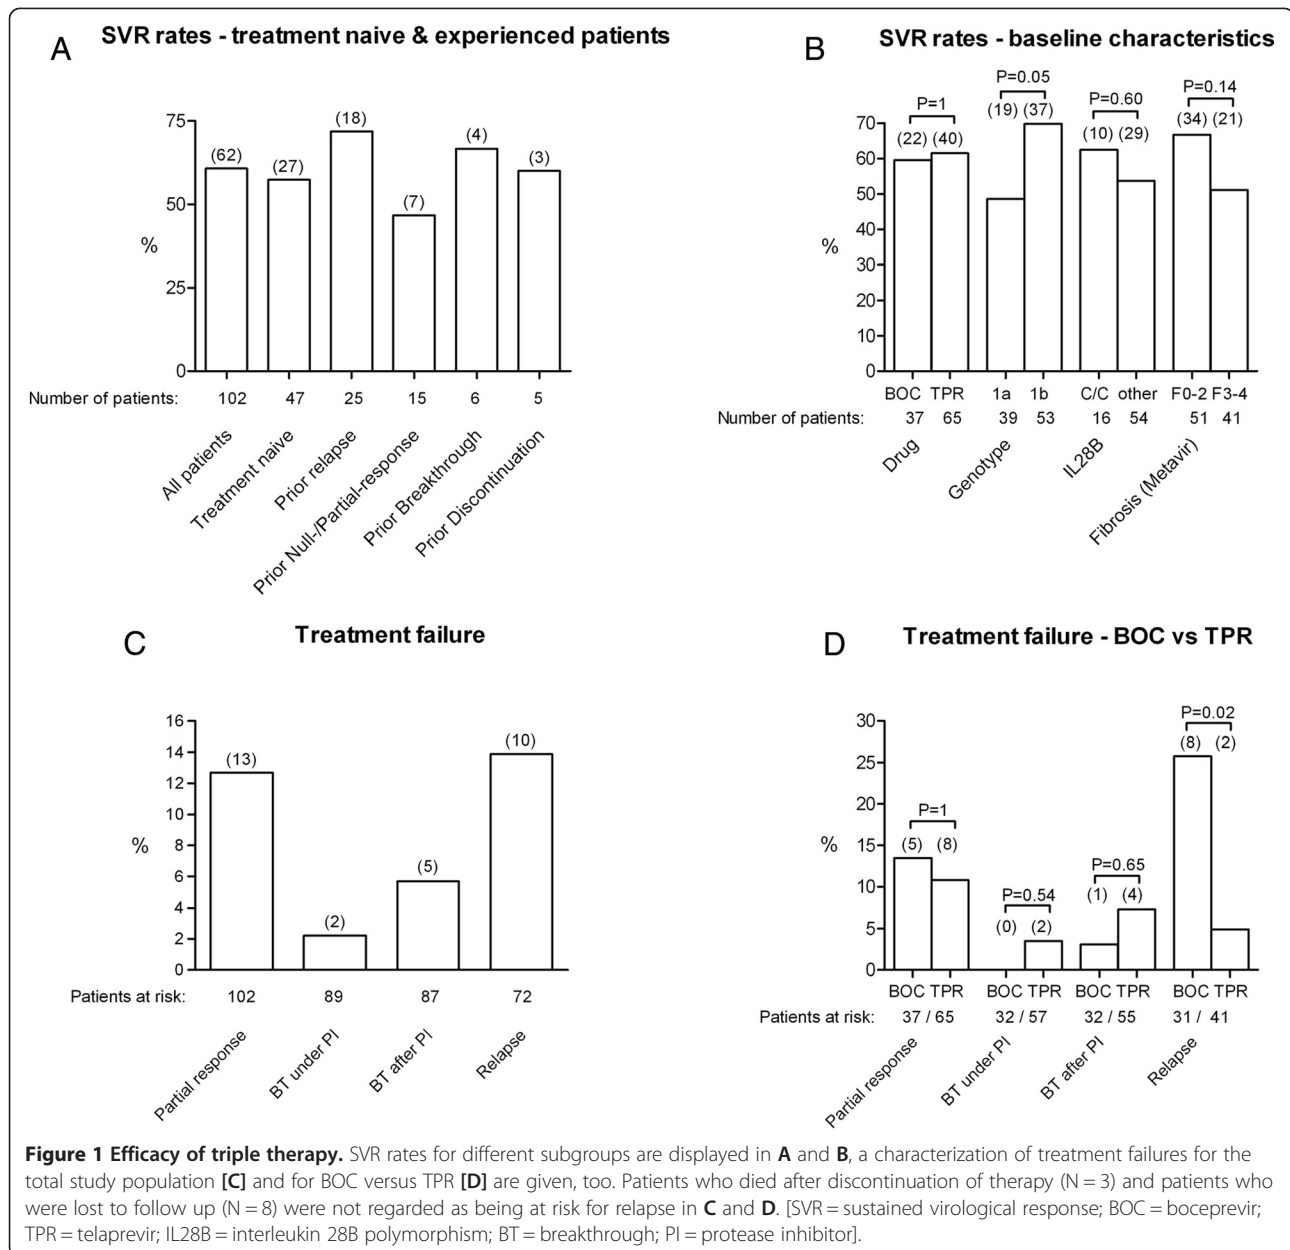 A
SVR rates - treatment naive & experienced patients
75
50
25
0
%
(62)
(27)
(18)
(7)
(4)
(3)
Number of patients: 102 47 25 15 6 5
All patients
Treatment naive
Prior relapse
Prior Null-/Partial-response
Prior Breakthrough
Prior Discontinuation
B
SVR rates - baseline characteristics
70
60
50
40
30
20
10
0
%
P=1
P=0.05
P=0.60
P=0.14
(22) (40)
(19) (37)
(10) (29)
(34) (21)
BOC TPR 1a 1b C/C other F0-2 F3-4
Number of patients: 37 65 39 53 16 54 51 41
Drug
Genotype
IL28B
Fibrosis (Metavir)
C
Treatment failure
16
14
12
10
8
6
4
2
0
%
(13)
(2)
(5)
(10)
Patients at risk: 102 89 87 72
Partial response
BT under PI
BT after PI
Relapse
D
Treatment failure - BOC vs TPR
30
25
20
15
10
5
0
%
P=1
P=0.54
P=0.65
P=0.02
(5) (8)
(0) (2)
(1) (4)
(8) (2)
BOC TPR BOC TPR BOC TPR BOC TPR
Patients at risk: 37 / 65 32 / 57 32 / 55 31 / 41
Partial response
BT under PI
BT after PI
Relapse
Figure 1 Efficacy of triple therapy. SVR rates for different subgroups are displayed in A and B, a characterization of treatment failures for the
total study population [C] and for BOC versus TPR [D] are given, too. Patients who died after discontinuation of therapy (N = 3) and patients who
were lost to follow up (N = 8) were not regarded as being at risk for relapse in C and D. [SVR = sustained virological response; BOC = boceprevir;
TPR = telaprevir; IL28B = interleukin 28B polymorphism; BT = breakthrough; PI = protease inhibitor].